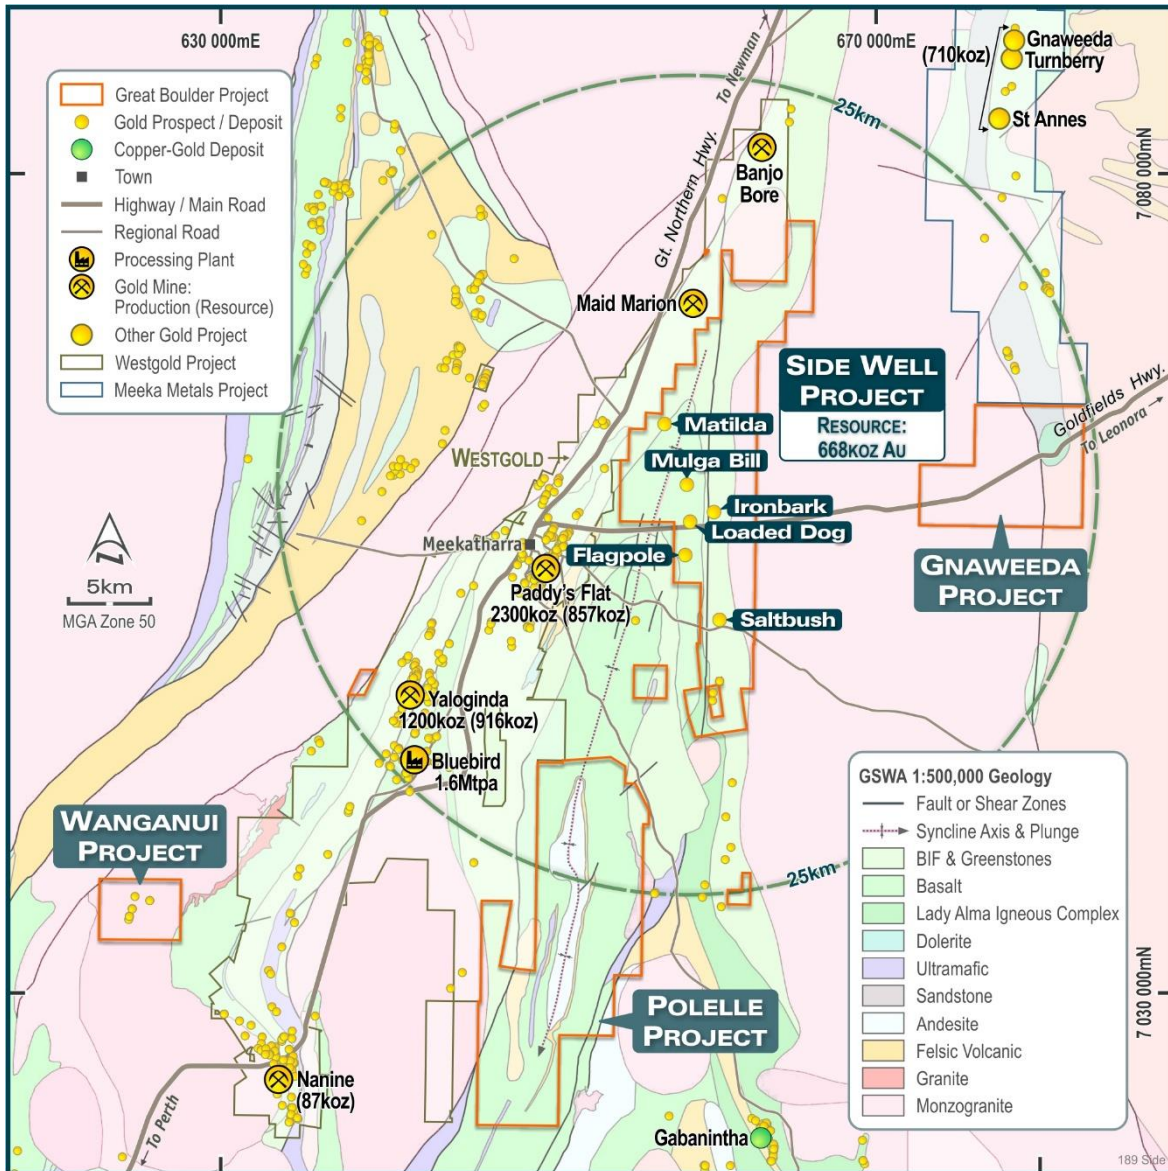 630 000mE
670 000mE
7 080 000mN
7 030 000mN
Great Boulder Project
Gold Prospect / Deposit
Copper-Gold Deposit
Town
Highway / Main Road
Regional Road
Processing Plant
Gold Mine:
Production (Resource)
Other Gold Project
Westgold Project
Meeka Metals Project
To Newman
Gt. Northern Hwy.
25km
(710koz)
Gnaweeda
Turnberry
St Annes
Banjo
Bore
Maid Marion
SIDE WELL
PROJECT
RESOURCE:
668KOZ AU
Goldfields Hwy.
To Leonora
Matilda
WESTGOLD
Mulga Bill
Ironbark
Loaded Dog
Meekatharra
Flagpole
GNAWEEDA
PROJECT
5km
MGA Zone 50
Paddy's Flat
2300koz (857koz)
Saltbush
Yaloginda
1200koz (916koz)
Bluebird
1.6Mtpa
WANGANUI
PROJECT
25km
GSWA 1:500,000 Geology
Fault or Shear Zones
Syncline Axis & Plunge
BIF & Greenstones
Basalt
Lady Alma Igneous Complex
Dolerite
Ultramafic
Sandstone
Andesite
Felsic Volcanic
Granite
Monzogranite
POLELLE
PROJECT
Nanine
(87koz)
To Perth
Gabanintha
189 Side